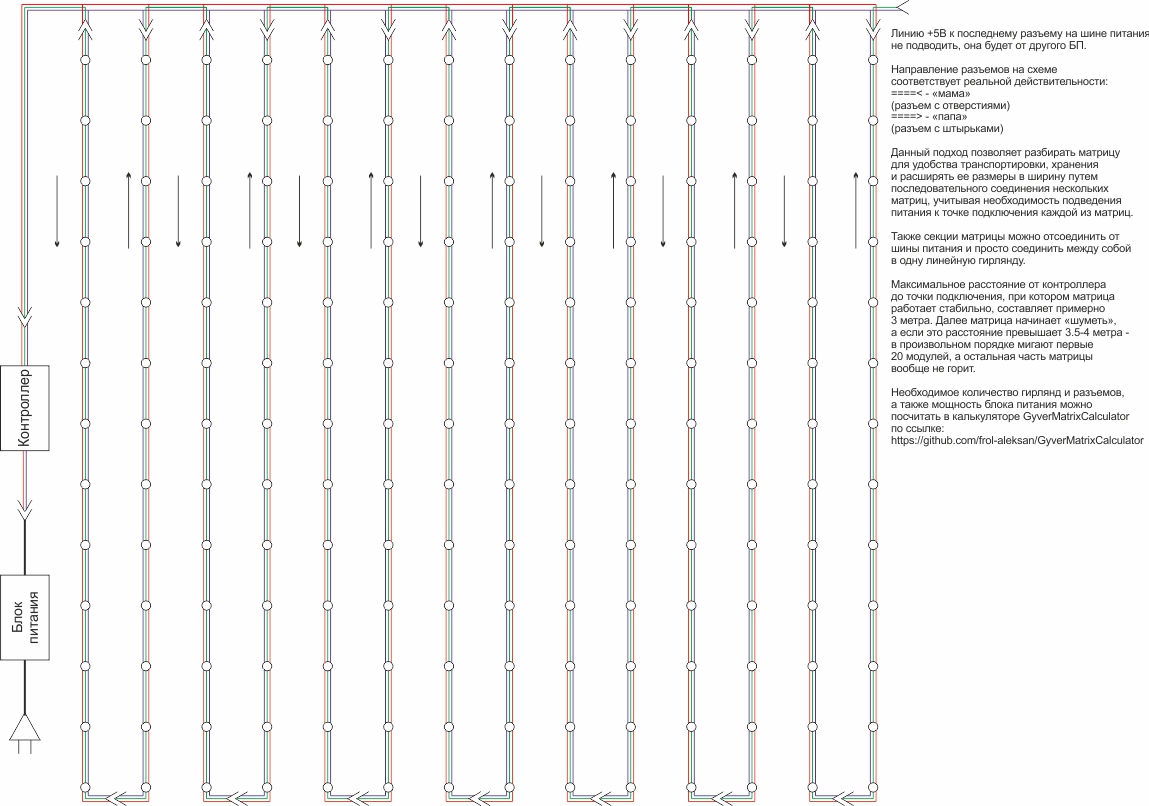 Линию +5В к последнему разъему на шине питания
не подводить, она будет от другого БП.
Направление разъемов на схеме
соответствует реальной действительности:
====< - «мама»
(разъем с отверстиями)
====> - «папа»
(разъем с штырьками)
Данный подход позволяет разбирать матрицу
для удобства транспортировки, хранения
и расширять ее размеры в ширину путем
последовательного соединения нескольких
матриц, учитывая необходимость подведения
питания к точке подключения каждой из матриц.
Также секции матрицы можно отсоединить от
шины питания и просто соединить между собой
в одну линейную гирлянду.
Максимальное расстояние от контроллера
до точки подключения, при котором матрица
работает стабильно, составляет примерно
3 метра. Далее матрица начинает «шуметь»,
а если это расстояние превышает 3.5-4 метра -
в произвольном порядке мигают первые
20 модулей, а остальная часть матрицы
вообще не горит.
Необходимое количество гирлянд и разъемов,
а также мощность блока питания можно
посчитать в калькуляторе GyverMatrixCalculator
по ссылке:
https://github.com/frol-aleksan/GyverMatrixCalculator
Контроллер
Блок
питания